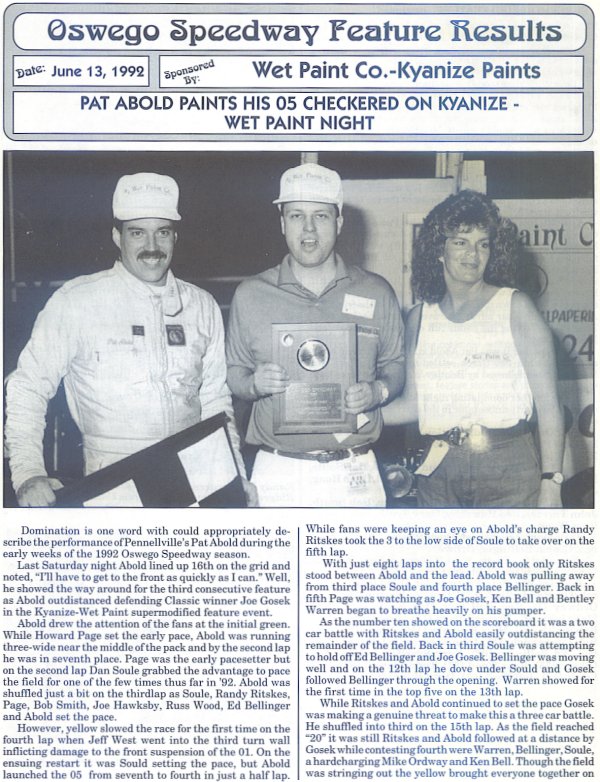 Oswego Speedway Feature Results
Date: June 13, 1992
Sponsored By: Wet Paint Co.-Kyanize Paints
PAT ABOLD PAINTS HIS 05 CHECKERED ON KYANIZE -
WET PAINT NIGHT
Wet Paint Co.
Wet Paint Co.
Paint C
LPAPERI
24
Pat Abold
Wet Paint Co.
Domination is one word with could appropriately de-
scribe the performance of Pennellville's Pat Abold during the
early weeks of the 1992 Oswego Speedway season.
Last Saturday night Abold lined up 16th on the grid and
noted, "I'll have to get to the front as quickly as I can." Well,
he showed the way around for the third consecutive feature
as Abold outdistanced defending Classic winner Joe Gosek
in the Kyanize-Wet Paint supermodified feature event.
Abold drew the attention of the fans at the initial green.
While Howard Page set the early pace, Abold was running
three-wide near the middle of the pack and by the second lap
he was in seventh place. Page was the early pacesetter but
on the second lap Dan Soule grabbed the advantage to pace
the field for one of the few times thus far in '92. Abold was
shuffled just a bit on the thirdlap as Soule, Randy Ritskes,
Page, Bob Smith, Joe Hawksby, Russ Wood, Ed Bellinger
and Abold set the pace.
However, yellow slowed the race for the first time on the
fourth lap when Jeff West went into the third turn wall
inflicting damage to the front suspension of the 01. On the
ensuing restart it was Sould setting the pace, but Abold
launched the 05 from seventh to fourth in just a half lap.
While fans were keeping an eye on Abold's charge Randy
Ritskes took the 3 to the low side of Soule to take over on the
fifth lap.
With just eight laps into the record book only Ritskes
stood between Abold and the lead. Abold was pulling away
from third place Soule and fourth place Bellinger. Back in
fifth Page was watching as Joe Gosek, Ken Bell and Bentley
Warren began to breathe heavily on his pumper.
As the number ten showed on the scoreboard it was a two
car battle with Ritskes and Abold easily outdistancing the
remainder of the field. Back in third Soule was attempting
to hold off Ed Bellinger and Joe Gosek. Bellinger was moving
well and on the 12th lap he dove under Sould and Gosek
followed Bellinger through the opening. Warren showed for
the first time in the top five on the 13th lap.
While Ritskes and Abold continued to set the pace Gosek
was making a genuine threat to make this a three car battle.
He shuffled into third on the 15th lap. As the field reached
"20" it was still Ritskes and Abold followed at a distance by
Gosek while contesting fourth were Warren, Bellinger, Soule,
a hardcharging Mike Ordway and Ken Bell. Though the field
was stringing out the yellow brought everyone together on